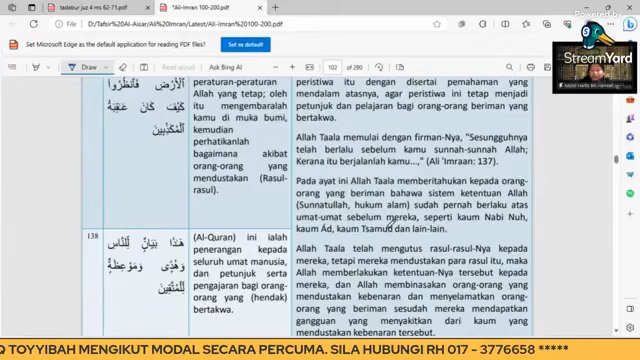 tadabur juz 4 ms 62-71.pdf
*Ali-Imran 100-200.pdf
D:/Tafsir%20Al-Aisar/Ali%20Imran/Latest/Ali-Imran%20100-200.pdf
Powered by
StreamYard
Set Microsoft Edge as the default application for reading PDF files?
Set as default
Draw
Ask Bing AI
102
of 290
الْأَرْضِ فَانْظُرُوا
كَيْفَ كَانَ عَاقِبَةُ
الْمُكَذِّبِينَ
peraturan-peraturan
Allah yang tetap; oleh
itu mengembaralah
kamu di muka bumi,
kemudian
perhatikanlah
bagaimana akibat
orang-orang yang
mendustakan (Rasul-
rasul).
peristiwa itu dengan disertai pemahaman yang
mendalam atasnya, agar peristiwa ini tetap menjadi
petunjuk dan pelajaran bagi orang-orang beriman yang
bertakwa.
Allah Taala memulai dengan firman-Nya, "Sesungguhnya
telah berlalu sebelum kamu sunnah-sunnah Allah;
Kerana itu berjalanlah kamu...," (Ali 'Imraan: 137).
Pada ayat ini Allah Taala memberitahukan kepada orang-
orang yang beriman bahawa sistem ketentuan Allah
(Sunnatullah, hukum alam) sudah pernah berlaku atas
umat-umat sebelum mereka, seperti kaum Nabi Nuh,
kaum Ád, kaum Tsamud dan lain-lain.
138
هَٰذَا بَيَانٌ لِّلنَّاسِ
وَهُدًى وَمَوْعِظَةٌ
لِّلْمُتَّقِينَ
(Al-Quran) ini ialah
penerangan kepada
seluruh umat manusia,
dan petunjuk serta
pengajaran bagi orang-
orang yang (hendak)
bertakwa.
Allah Taala telah mengutus rasul-rasul-Nya kepada
mereka, tetapi mereka mendustakan para rasul itu, maka
Allah memberlakukan ketentuan-Nya tersebut kepada
mereka, dan Allah membinasakan orang-orang yang
mendustakan kebenaran dan menyelamatkan orang-
orang yang beriman sesudah mereka mendapatkan
gangguan yang menyakitkan dari kaum yang
mendustakan kebenaran tersebut.
Q TOYYIBAH MENGIKUT MODAL SECARA PERCUMA. SILA HUBUNGI RH 017 - 3776658 *****